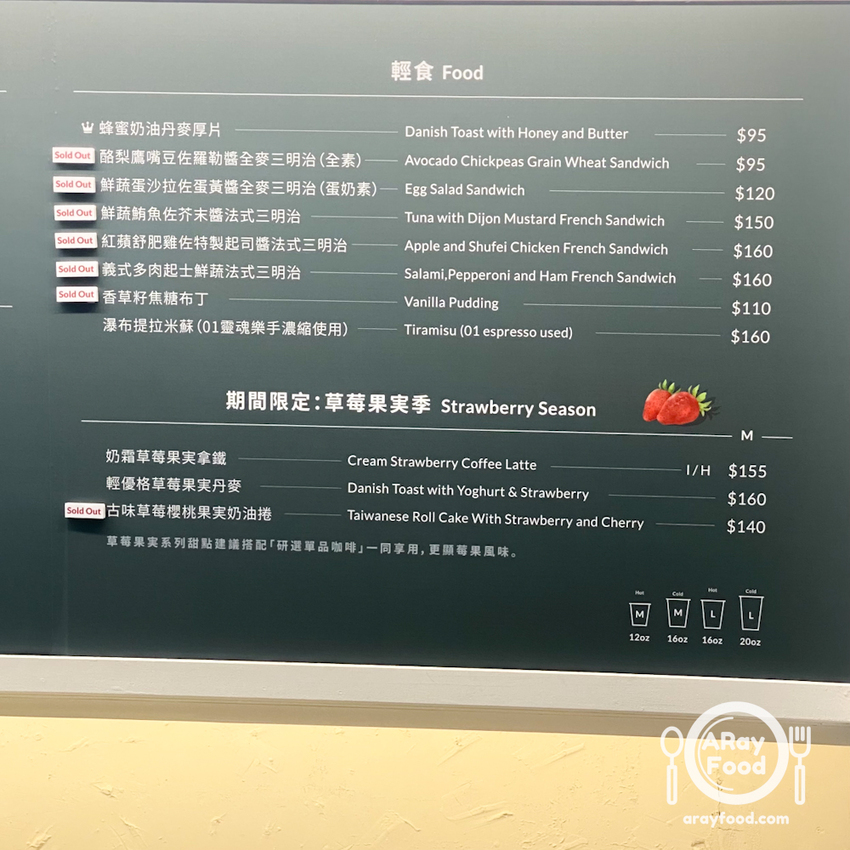 輕食 Food
蜂蜜奶油丹麥厚片 Danish Toast with Honey and Butter $95
Sold Out 酪梨鷹嘴豆佐羅勒醬全麥三明治（全素） Avocado Chickpeas Grain Wheat Sandwich $95
Sold Out 鮮蔬蛋沙拉佐蛋黃醬全麥三明治（蛋奶素） Egg Salad Sandwich $120
Sold Out 鮮蔬鮪魚佐芥末醬法式三明治 Tuna with Dijon Mustard French Sandwich $150
Sold Out 紅蘋舒肥雞佐特製起司醬法式三明治 Apple and Shufei Chicken French Sandwich $160
Sold Out 義式多肉起士鮮蔬法式三明治 Salami,Pepperoni and Ham French Sandwich $160
Sold Out 香草籽焦糖布丁 Vanilla Pudding $110
瀑布提拉米蘇（01靈魂樂手濃縮使用） Tiramisu (01 espresso used) $160
期間限定：草莓果実季 Strawberry Season
M
奶霜草莓果実拿鐵 Cream Strawberry Coffee Latte I/H $155
輕優格草莓果実丹麥 Danish Toast with Yoghurt & Strawberry $160
Sold Out 古味草莓櫻桃果実奶油捲 Taiwanese Roll Cake With Strawberry and Cherry $140
草莓果実系列甜點建議搭配「研選單品咖啡」一同享用，更顯莓果風味。
Hot Cold Hot Cold
M M L L
12oz 16oz 16oz 20oz
ARay
Food
arayfood.com